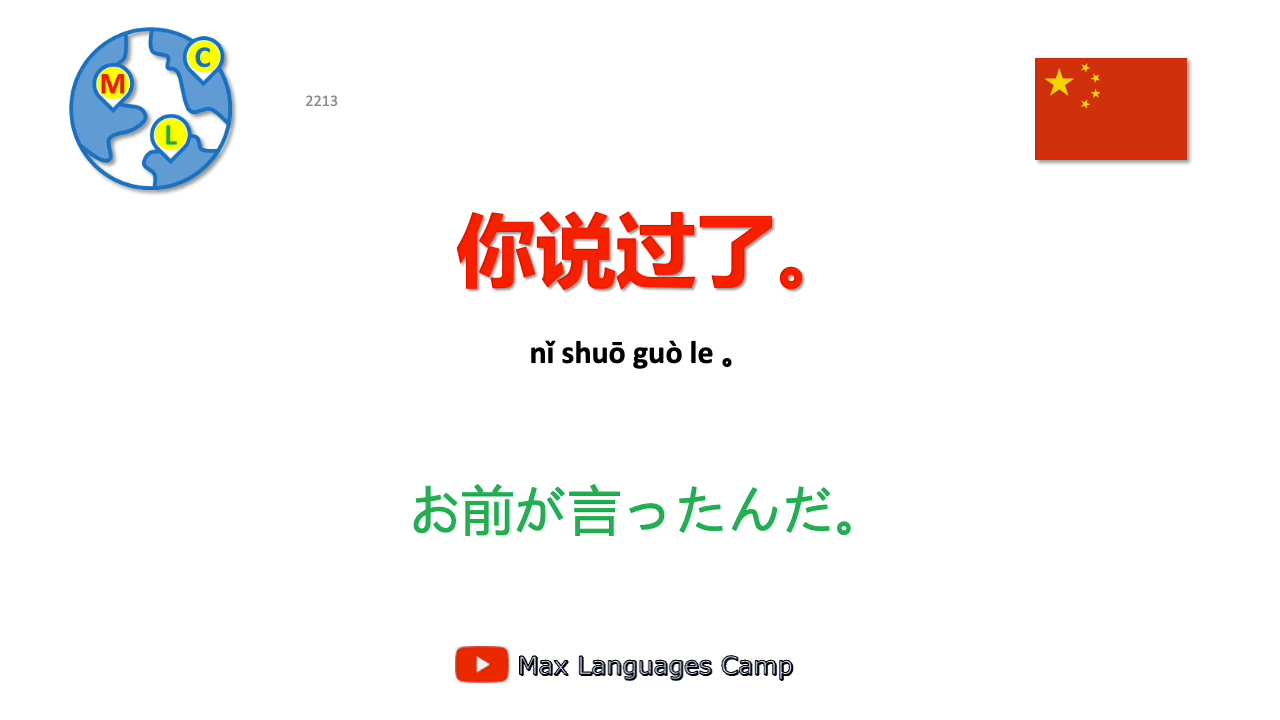 M
C
L
2213
你说过了。
nǐ shuō guò le 。
お前が言ったんだ。
Max Languages Camp